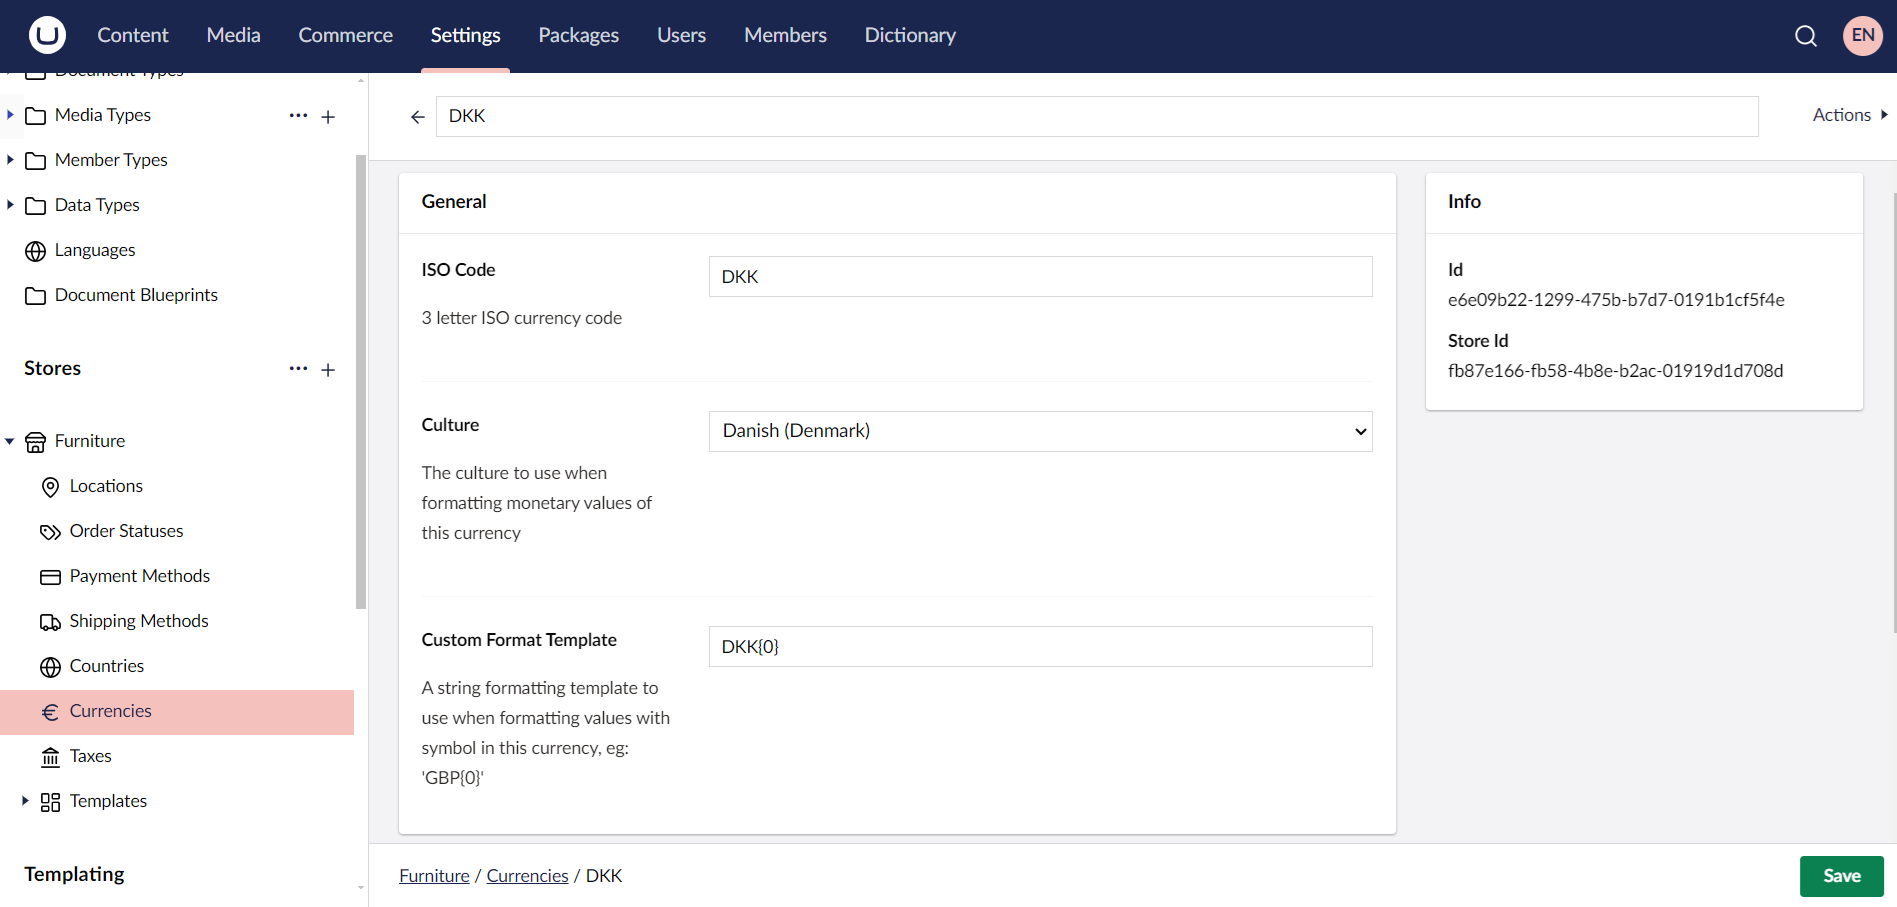 Content Media Commerce Settings Packages Users Members Dictionary EN
Document Types
Media Types
Member Types
Data Types
Languages
Document Blueprints
Stores
Furniture
Locations
Order Statuses
Payment Methods
Shipping Methods
Countries
Currencies
Taxes
Templates
Templating
DKK
Actions
General
ISO Code
DKK
3 letter ISO currency code
Culture
Danish (Denmark)
The culture to use when
formatting monetary values of
this currency
Custom Format Template
DKK{0}
A string formatting template to
use when formatting values with
symbol in this currency, eg:
'GBP{0}'
Info
Id
e6e09b22-1299-475b-b7d7-0191b1cf5f4e
Store Id
fb87e166-fb58-4b8e-b2ac-01919d1d708d
Furniture / Currencies / DKK
Save